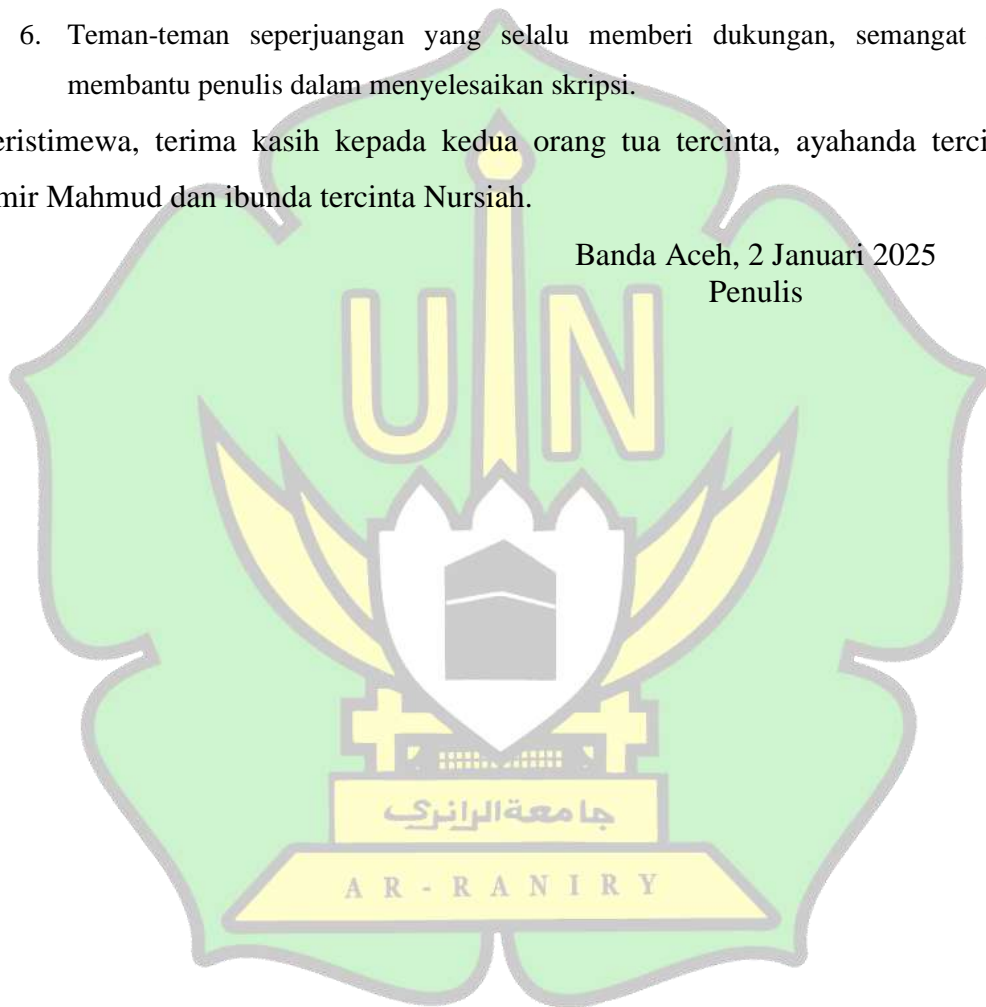 6. Teman-teman seperjuangan yang selalu memberi dukungan, semangat
membantu penulis dalam menyelesaikan skripsi.
eristimewa, terima kasih kepada kedua orang tua tercinta, ayahanda terci
mir Mahmud dan ibunda tercinta Nursiah.
Banda Aceh, 2 Januari 2025
Penulis
UIN
جامعة الرانري
AR-RANIRY